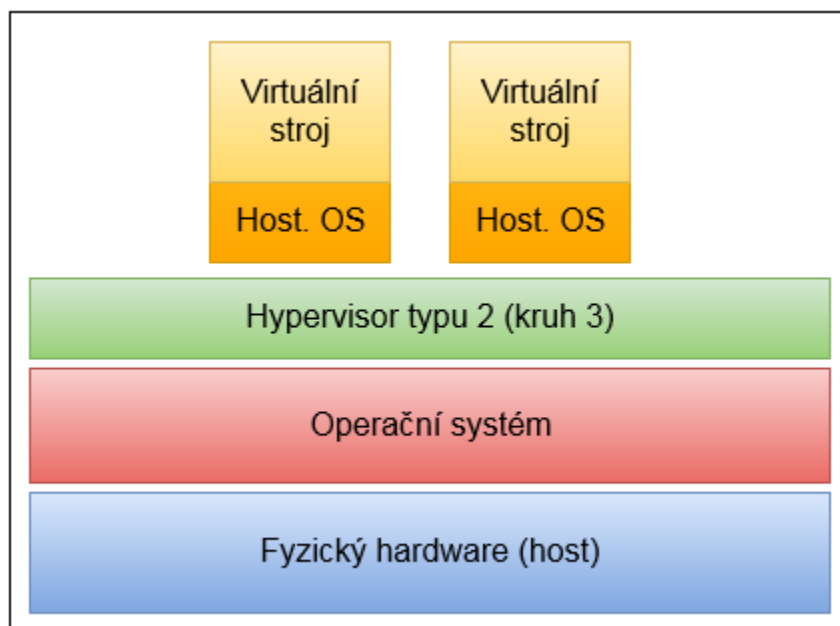 Virtuální
stroj
Host. OS
Virtuální
stroj
Host. OS
Hypervisor typu 2 (kruh 3)
Operační systém
Fyzický hardware (host)